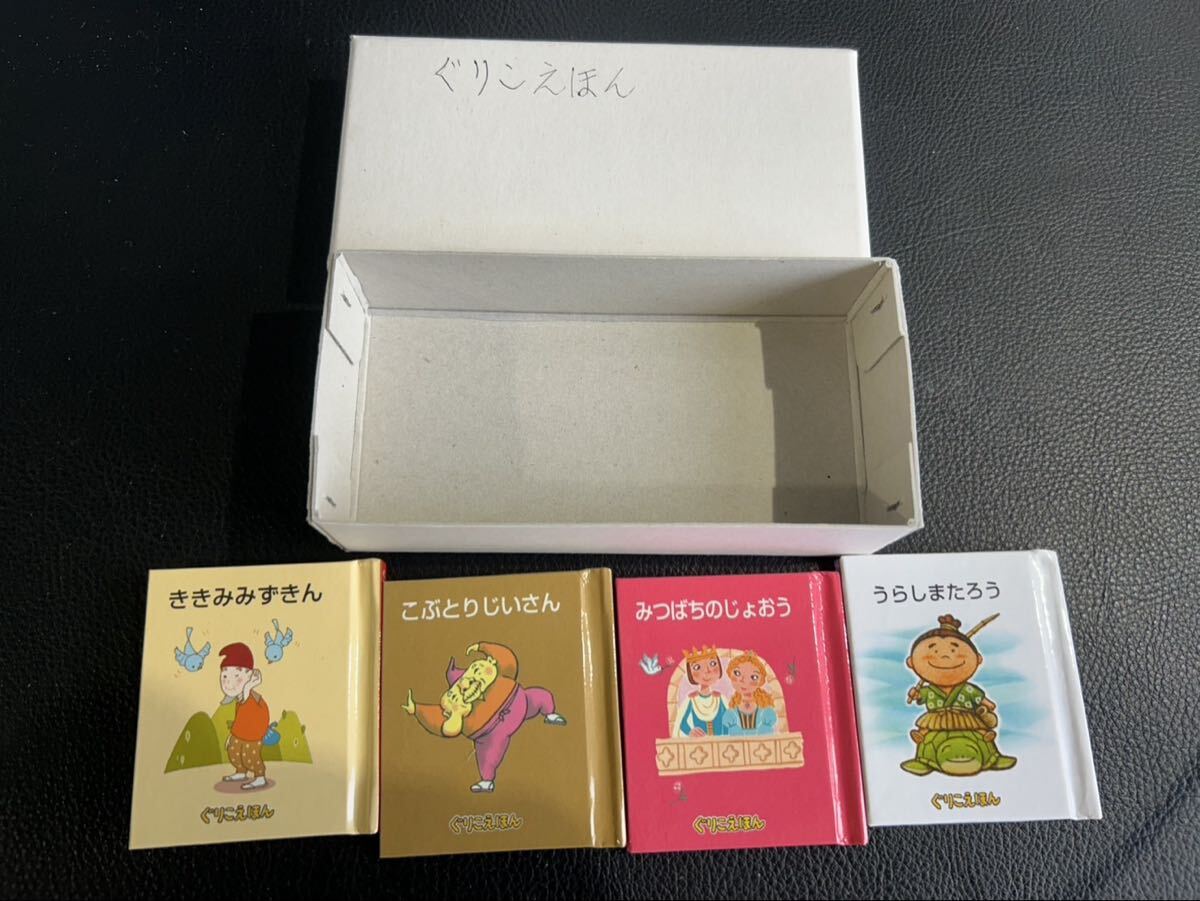 ぐりこえほん
ききみみずきん
ぐりこえほん
こぶとりじいさん
ぐりこえほん
みつばちのじょおう
ぐりこえほん
うらしまたろう
ぐりこえほん